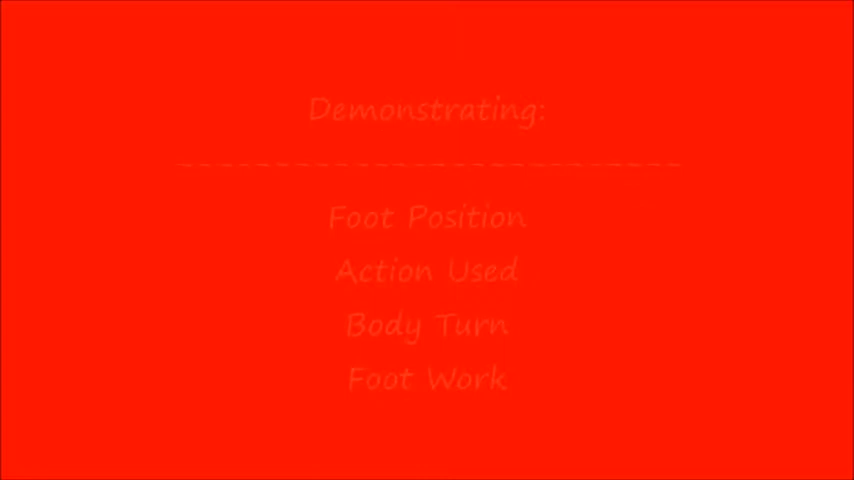 Demonstrating:
Foot Position
Action Used
Body Turn
Foot Work